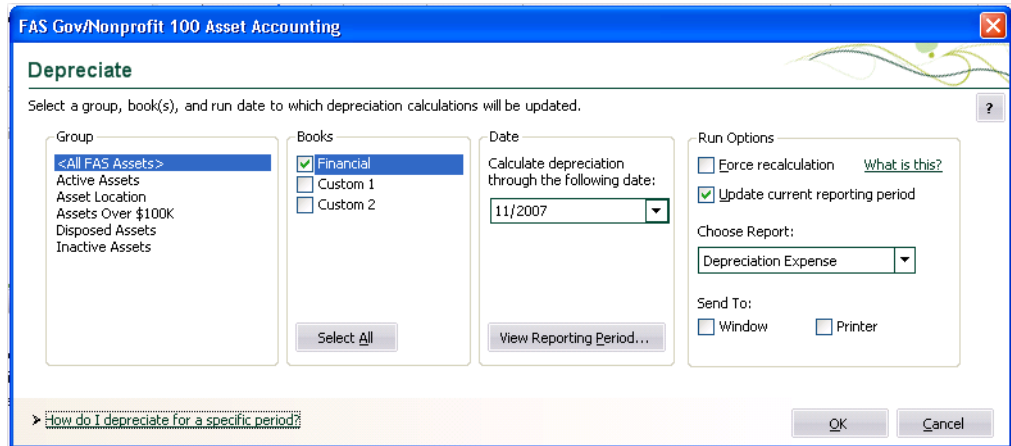 FAS Gov/Nonprofit 100 Asset Accounting
Depreciate
Select a group, book(s), and run date to which depreciation calculations will be updated.
?
Group
<All FAS Assets>
Active Assets
Asset Location
Assets Over $100K
Disposed Assets
Inactive Assets
Books
Financial
Custom 1
Custom 2
Select All
Date
Calculate depreciation
through the following date:
11/2007
View Reporting Period...
Run Options
Force recalculation What is this?
Update current reporting period
Choose Report:
Depreciation Expense
Send To:
Window Printer
How do I depreciate for a specific period?
OK Cancel